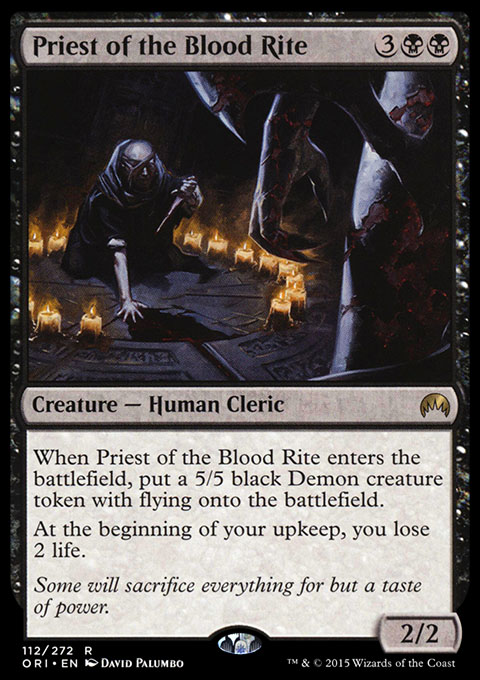 Priest of the Blood Rite 3
Creature — Human Cleric
When Priest of the Blood Rite enters the
battlefield, put a 5/5 black Demon creature
token with flying onto the battlefield.
At the beginning of your upkeep, you lose
2 life.
Some will sacrifice everything for but a taste
of power.
2/2
112/272 R
ORI • EN DAVID PALUMBO
™ & © 2015 Wizards of the Coast